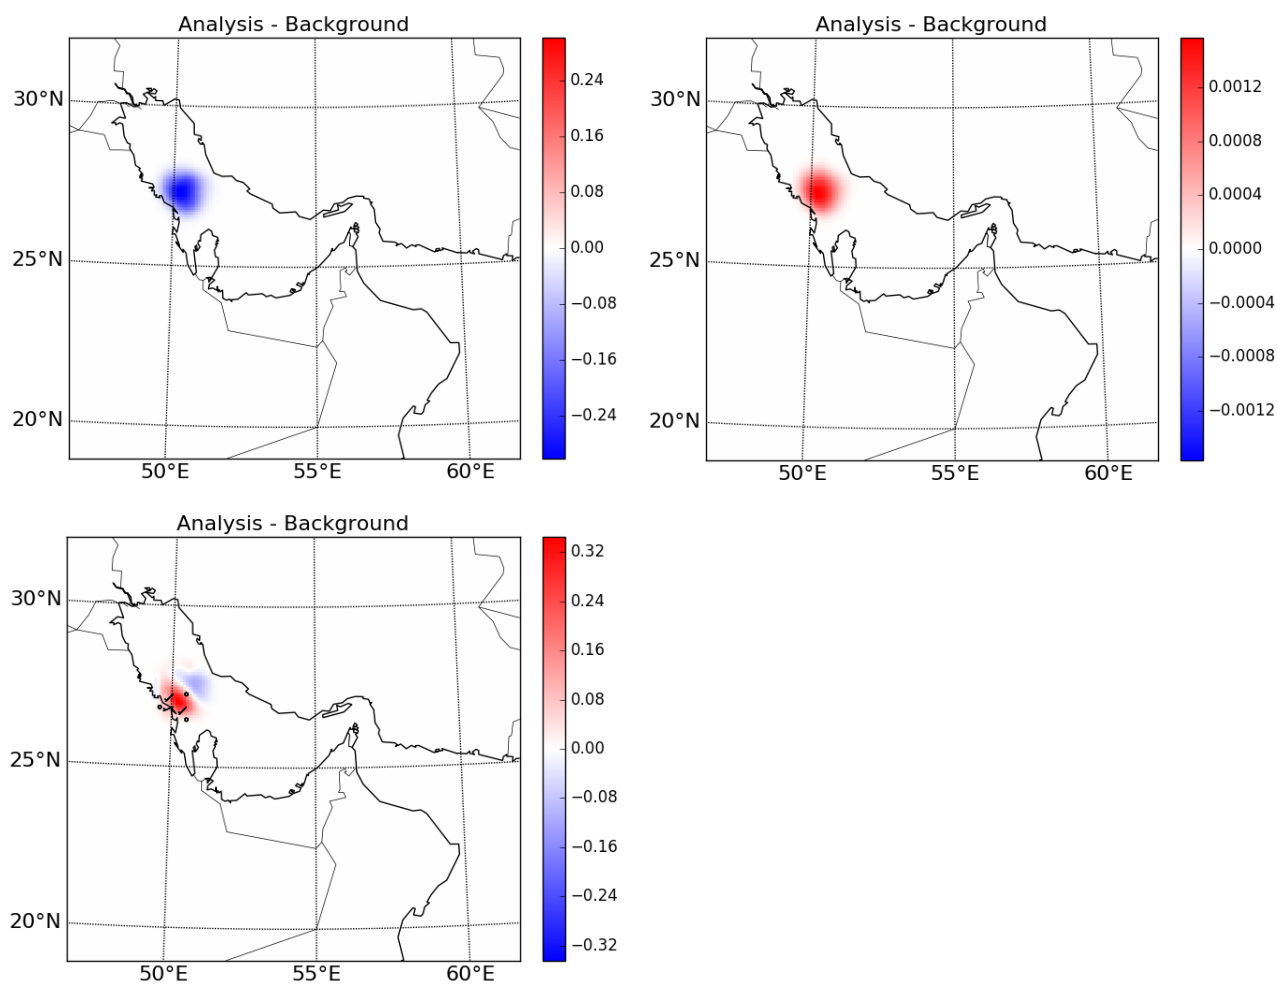 Analysis - Background
30°N
25°N
20°N
50°E 55°E 60°E
0.24
0.16
0.08
0.00
−0.08
−0.16
−0.24
Analysis - Background
30°N
25°N
20°N
50°E 55°E 60°E
0.0012
0.0008
0.0004
0.0000
−0.0004
−0.0008
−0.0012
Analysis - Background
30°N
25°N
20°N
50°E 55°E 60°E
0.32
0.24
0.16
0.08
0.00
−0.08
−0.16
−0.24
−0.32